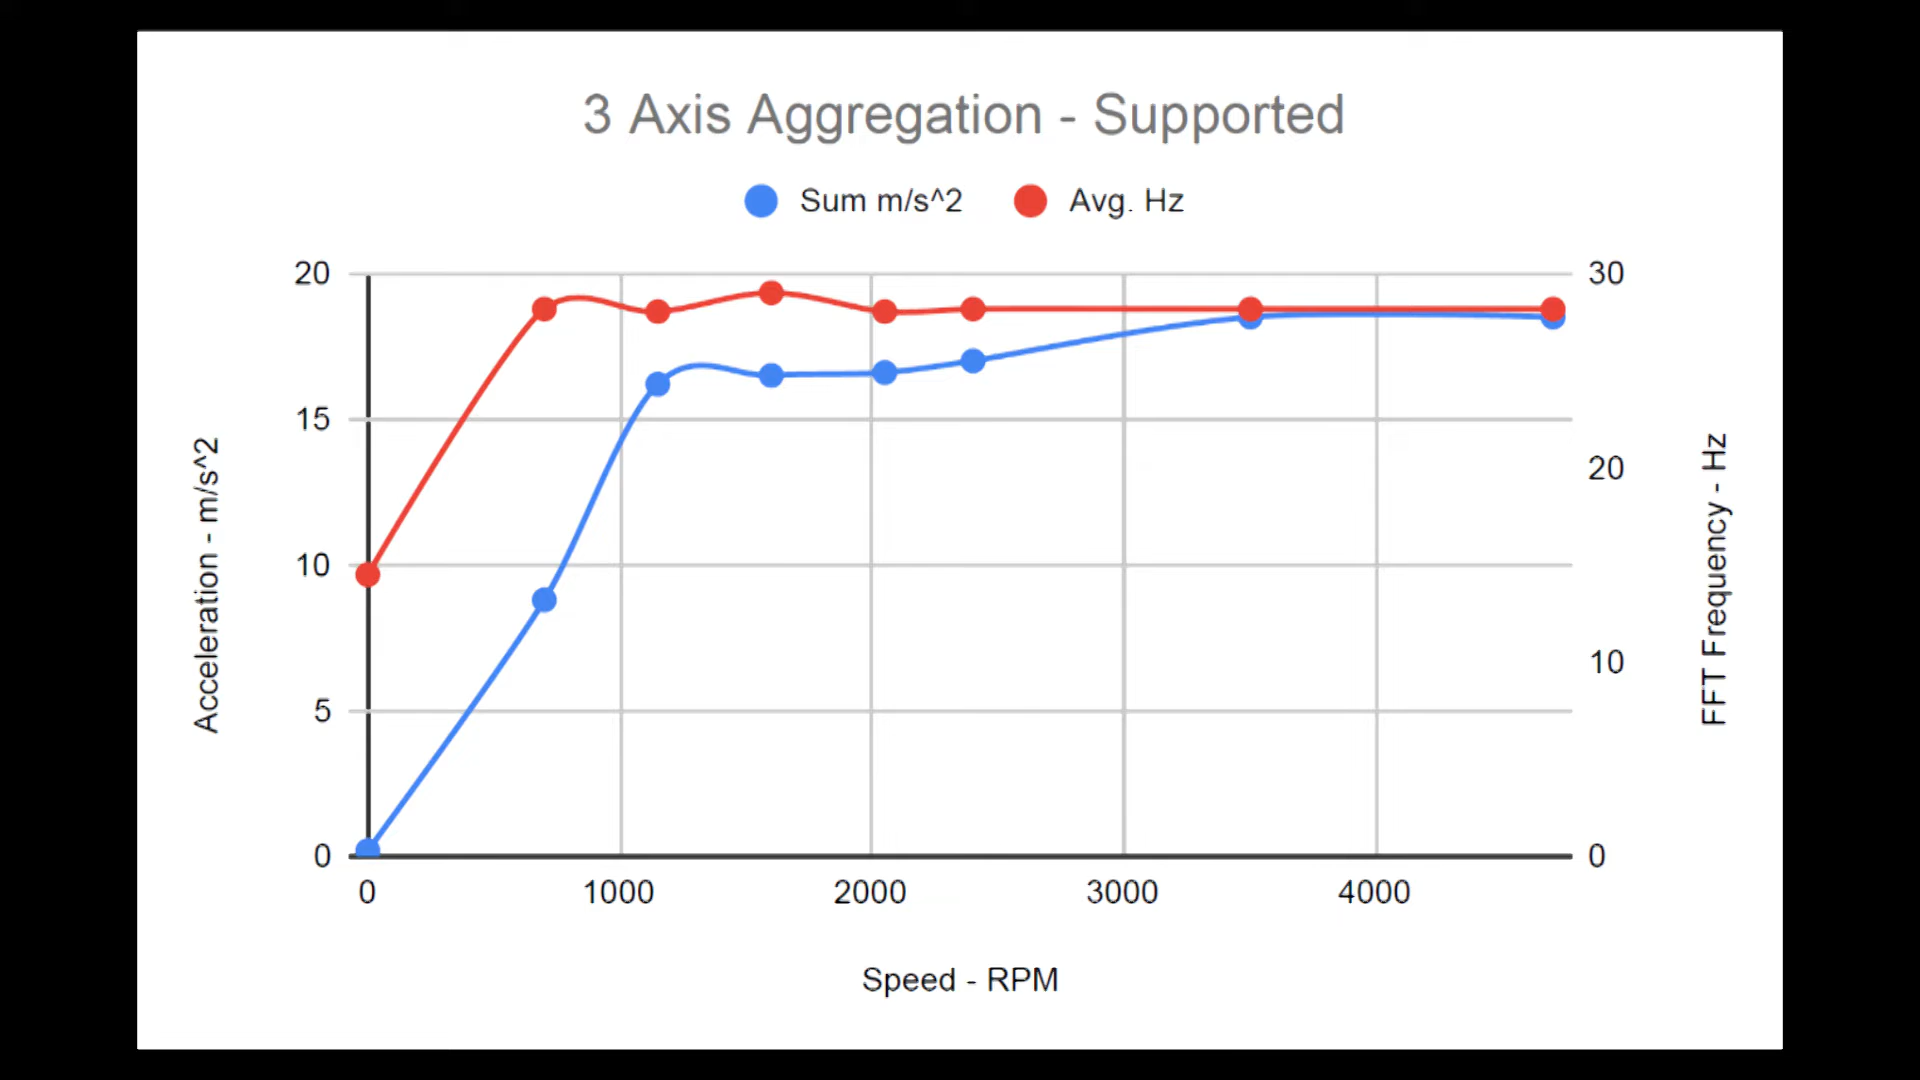 3 Axis Aggregation - Supported
Sum m/s^2 Avg. Hz
20
15
10
5
0
Acceleration - m/s^2
30
20
10
0
FFT Frequency - Hz
0 1000 2000 3000 4000
Speed - RPM